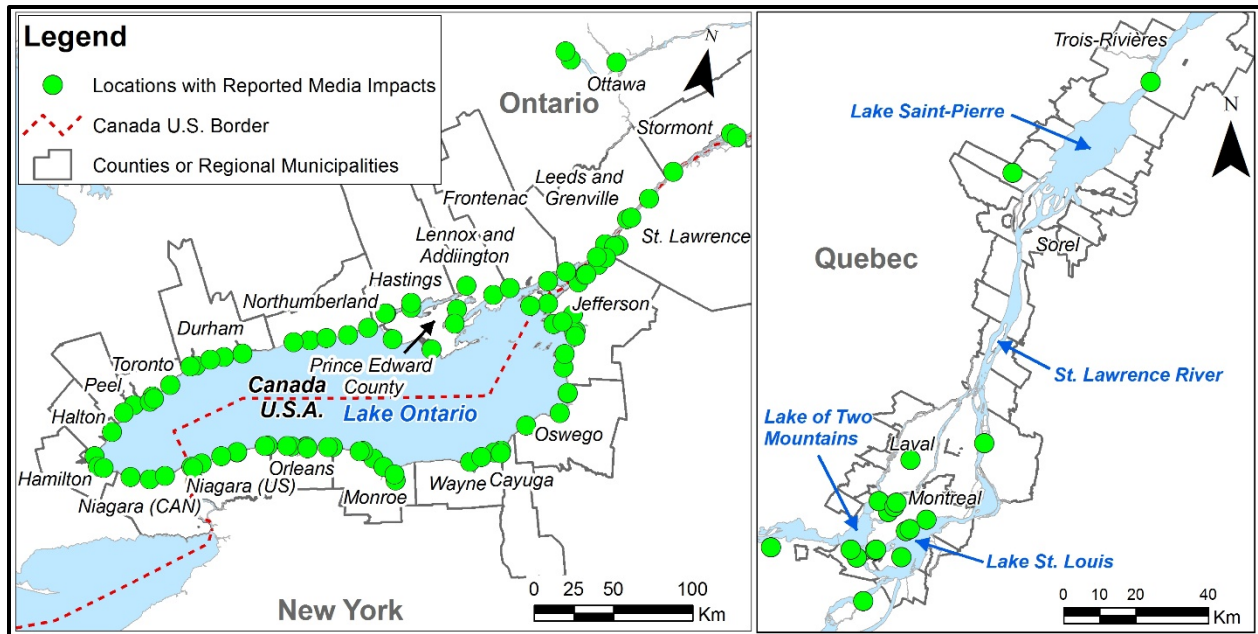 Legend
Locations with Reported Media Impacts
Canada U.S. Border
Counties or Regional Municipalities
N
Ottawa
Ontario
Stormont
Leeds and
Grenville
Frontenac
St. Lawrence
Lennox and
Addiington
Hastings
Northumberland
Jefferson
Durham
Prince Edward
County
Toronto
Peel
Canada
U.S.A.
Lake Ontario
Halton
Oswego
Hamilton
Orleans
Niagara (US)
Wayne
Cayuga
Niagara (CAN)
Monroe
New York
0 25 50 100
Km
Trois-Rivières
Lake Saint-Pierre
N
Sorel
Quebec
St. Lawrence River
Lake of Two
Mountains
Laval
Montreal
Lake St. Louis
0 10 20 40
Km